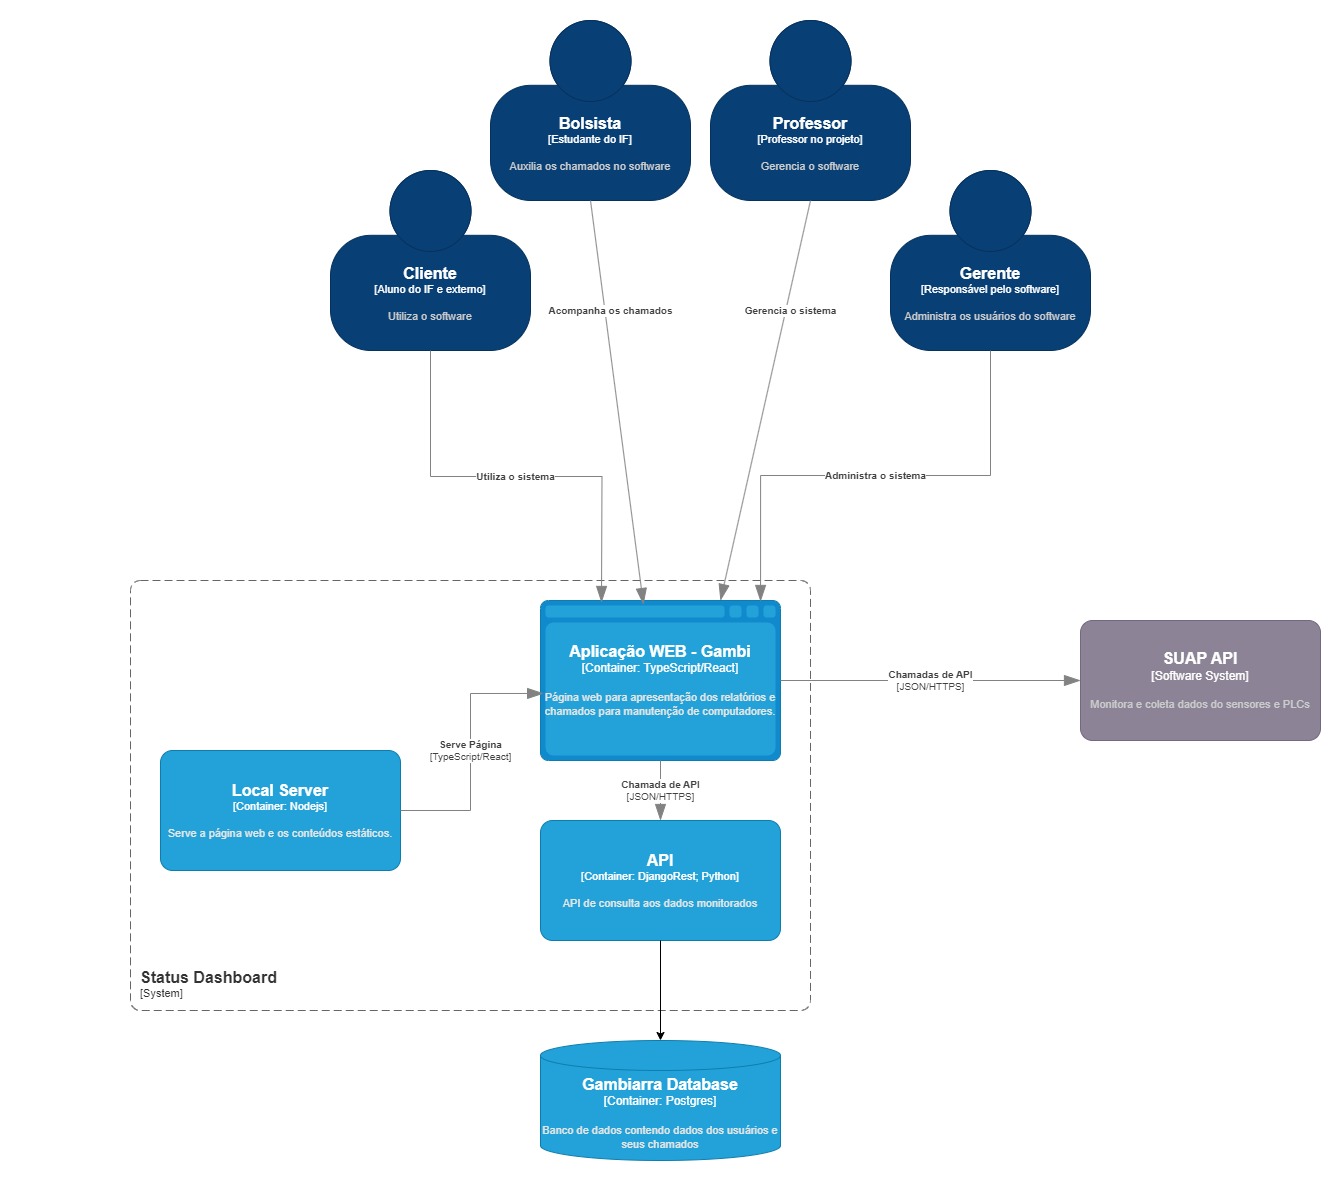 Bolsista
[Estudante do IF]
Auxilia os chamados no software
Professor
[Professor no projeto]
Gerencia o software
Cliente
[Aluno do IF e externo]
Utiliza o software
Gerente
[Responsável pelo software]
Administra os usuários do software
Acompanha os chamados
Gerencia o sistema
Utiliza o sistema
Administra o sistema
Aplicação WEB - Gambi
[Container: TypeScript/React]
Página web para apresentação dos relatórios e
chamados para manutenção de computadores.
Chamadas de API
[JSON/HTTPS]
SUAP API
[Software System]
Monitora e coleta dados do sensores e PLCs
Serve Página
[TypeScript/React]
Local Server
[Container: Nodejs]
Serve a página web e os conteúdos estáticos.
Chamada de API
[JSON/HTTPS]
API
[Container: DjangoRest; Python]
API de consulta aos dados monitorados
Status Dashboard
[System]
Gambiarra Database
[Container: Postgres]
Banco de dados contendo dados dos usuários e
seus chamados